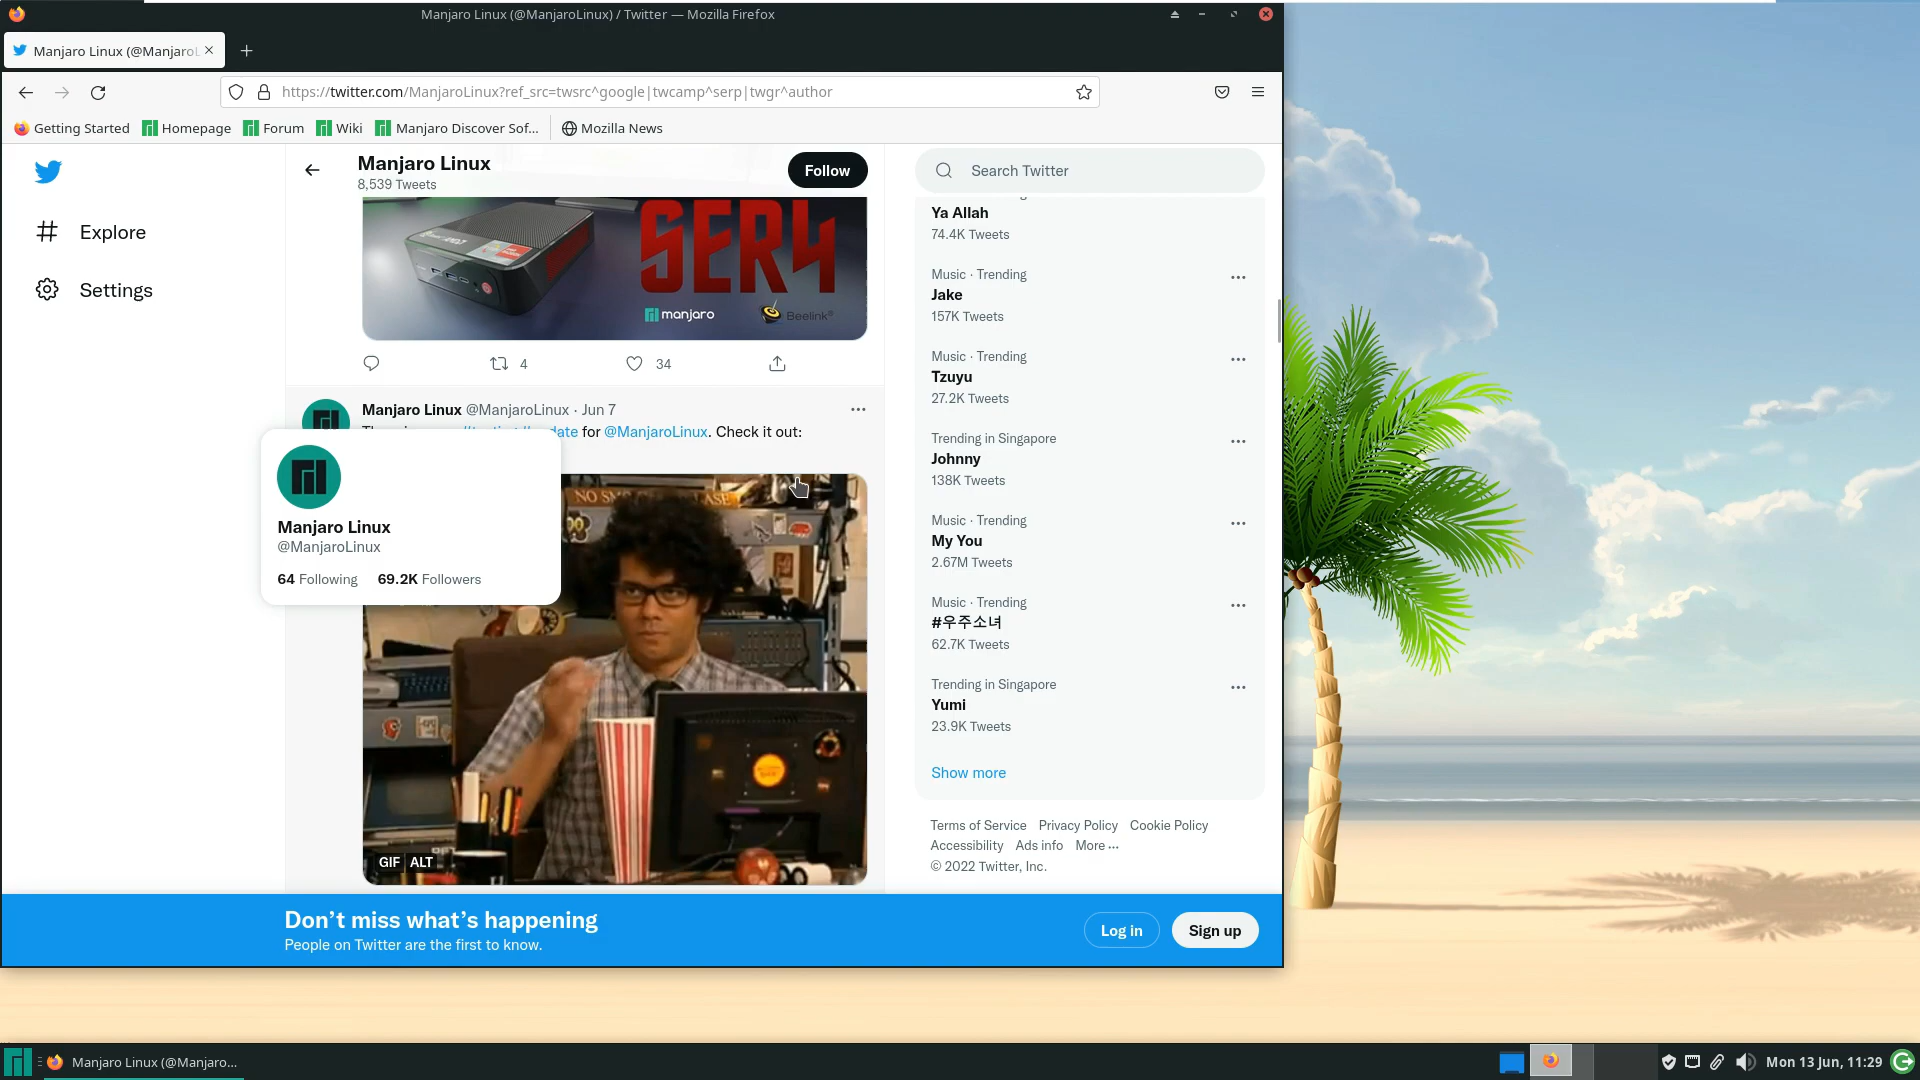 Manjaro Linux (@ManjaroLinux) / Twitter — Mozilla Firefox
Manjaro Linux (@ManjaroL
https://twitter.com/ManjaroLinux?ref_src=twsrc^google|twcamp^serp|twgr^author
Getting Started Homepage Forum Wiki Manjaro Discover Sof... Mozilla News
Manjaro Linux
8,539 Tweets
Follow
Search Twitter
Explore
Settings
SER4
manjaro Beelink
4 34
Manjaro Linux @ManjaroLinux · Jun 7
for @ManjaroLinux. Check it out:
Manjaro Linux
@ManjaroLinux
64 Following 69.2K Followers
NO SM
GIF ALT
Ya Allah
74.4K Tweets
Music · Trending
Jake
157K Tweets
Music · Trending
Tzuyu
27.2K Tweets
Trending in Singapore
Johnny
138K Tweets
Music · Trending
My You
2.67M Tweets
Music · Trending
#우주소녀
62.7K Tweets
Trending in Singapore
Yumi
23.9K Tweets
Show more
Terms of Service Privacy Policy Cookie Policy
Accessibility Ads info More ···
© 2022 Twitter, Inc.
Don’t miss what’s happening
People on Twitter are the first to know.
Log in Sign up
Manjaro Linux (@Manjaro...
Mon 13 Jun, 11:29